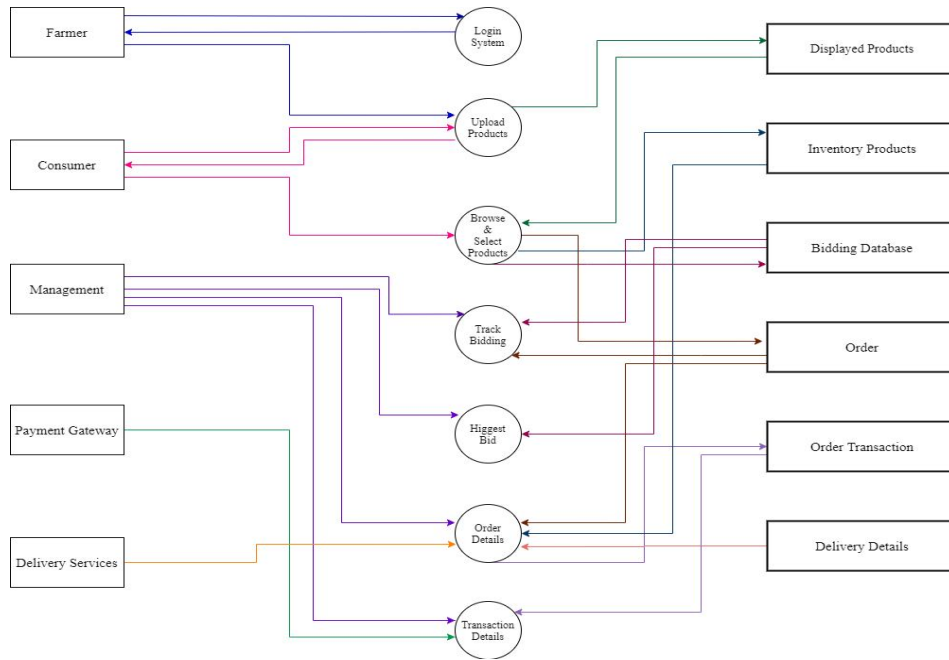 Farmer
Login
System
Displayed Products
Upload
Products
Consumer
Inventory Products
Browse
&
Select
Products
Bidding Database
Management
Track
Bidding
Order
Payment Gateway
Higgest
Bid
Order Transaction
Order
Details
Delivery Services
Delivery Details
Transaction
Details